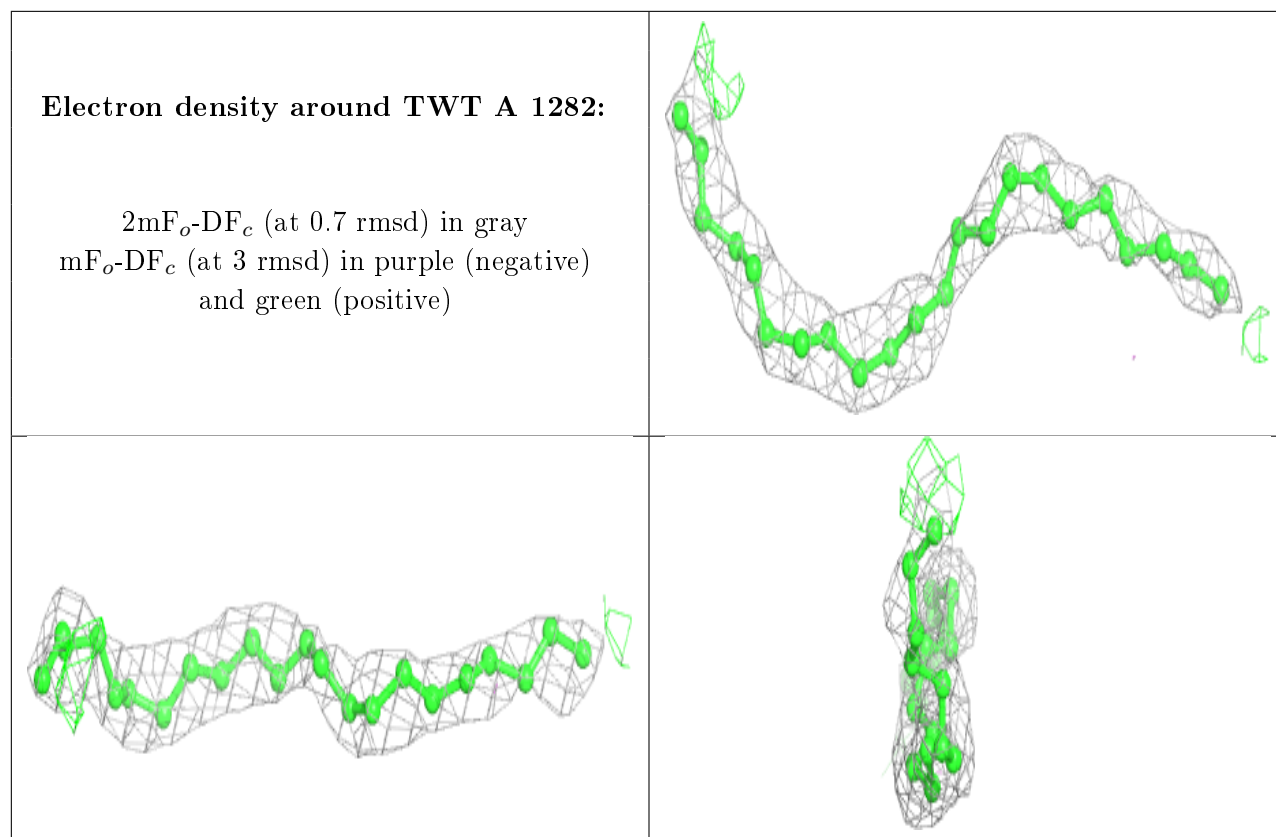 Electron density around TWT A 1282:
2mFo-DFc (at 0.7 rmsd) in gray
mFo-DFc (at 3 rmsd) in purple (negative)
and green (positive)